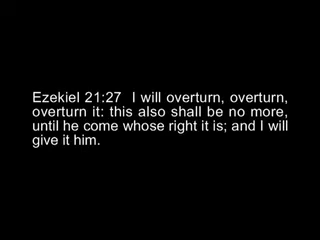 Ezekiel 21:27  I will overturn, overturn,
overturn it: this also shall be no more,
until he come whose right it is; and I will
give it him.